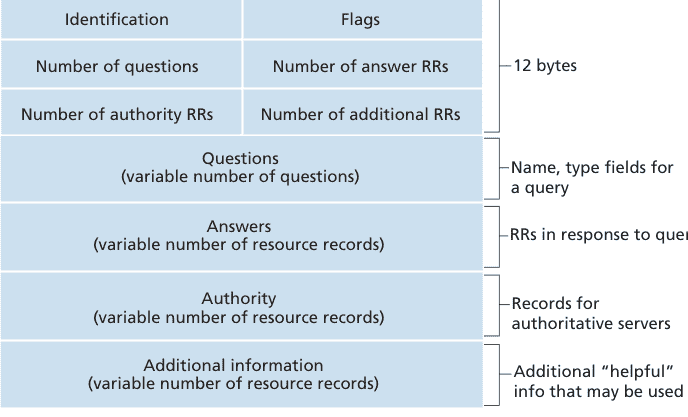 Identification
Flags
Number of questions
Number of answer RRs
12 bytes
Number of authority RRs
Number of additional RRs
Questions
(variable number of questions)
Name, type fields for
a query
Answers
(variable number of resource records)
RRs in response to
Authority
(variable number of resource records)
Records for
authoritative servers
Additional information
(variable number of resource records)
Additional “helpful”
info that may be used